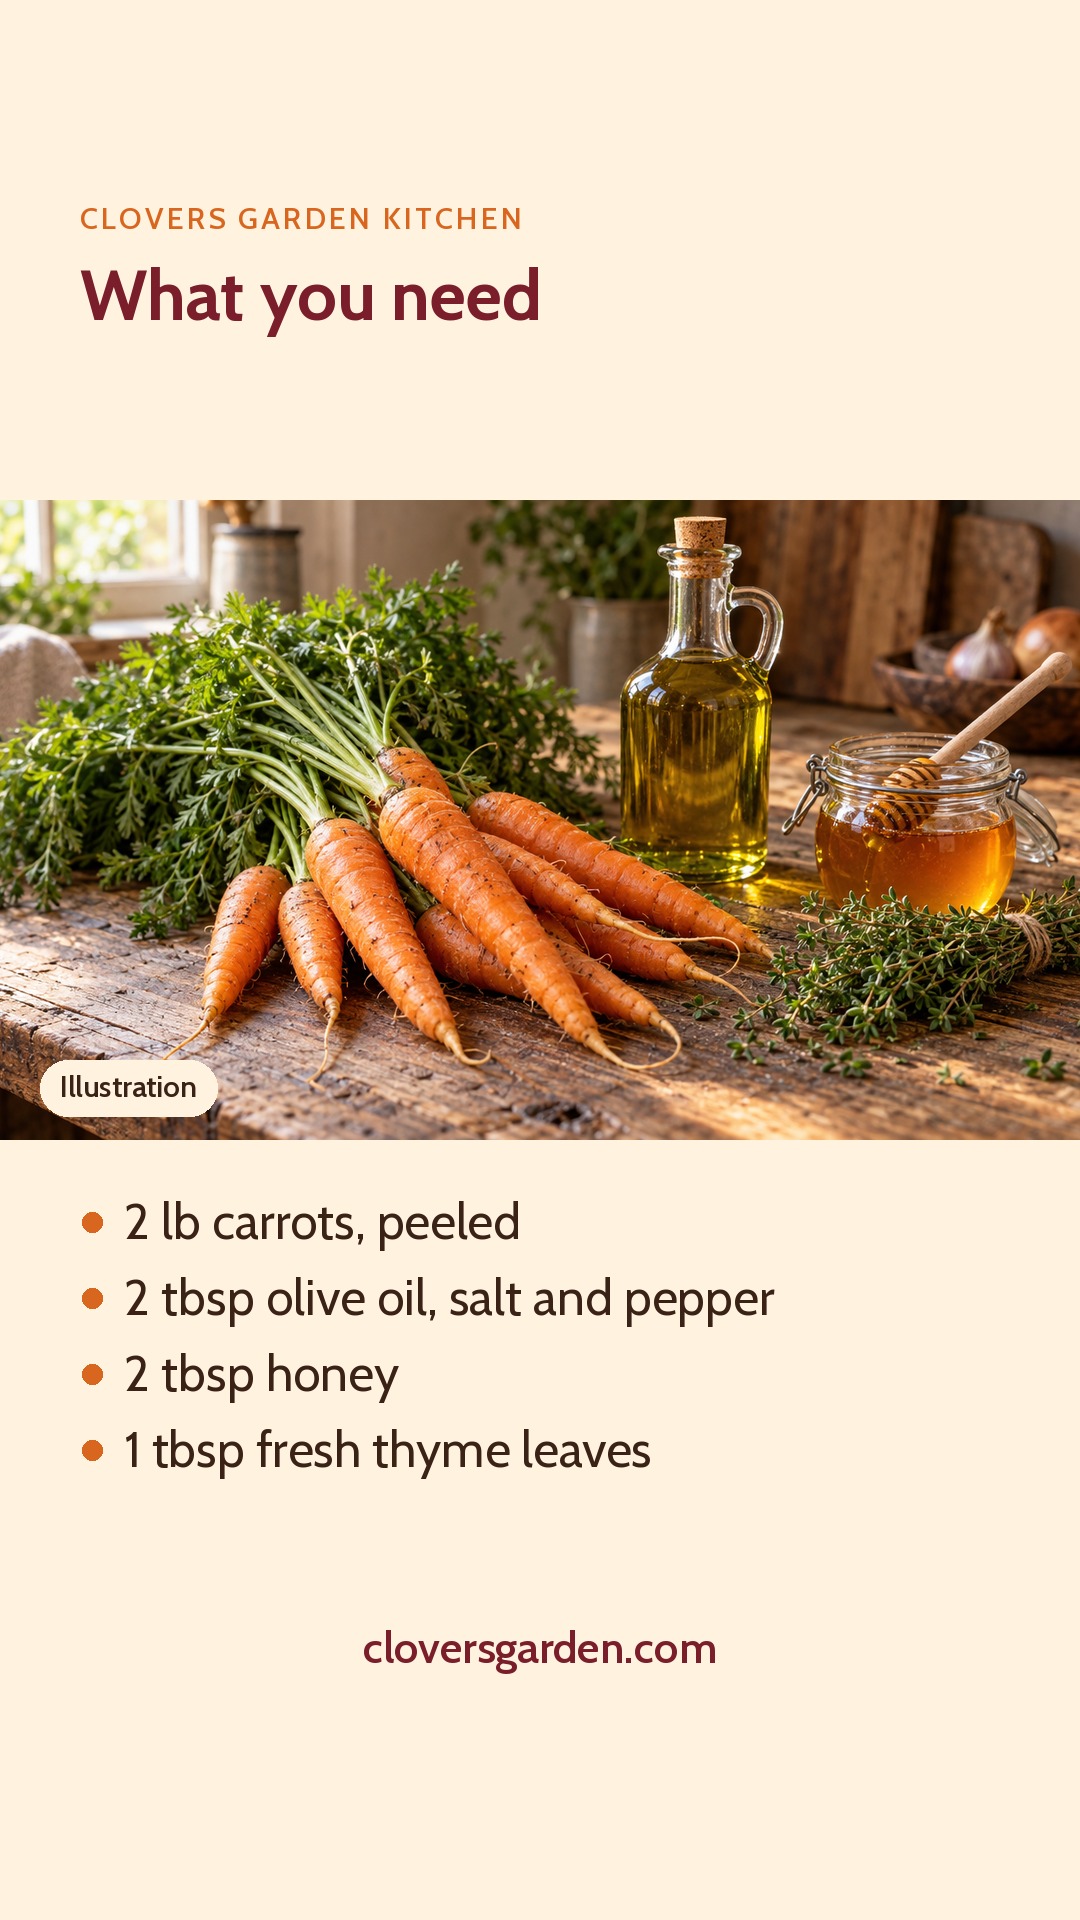 CLOVERS GARDEN KITCHEN
What you need
Illustration
2 lb carrots, peeled
2 tbsp olive oil, salt and pepper
2 tbsp honey
1 tbsp fresh thyme leaves
cloversgarden.com